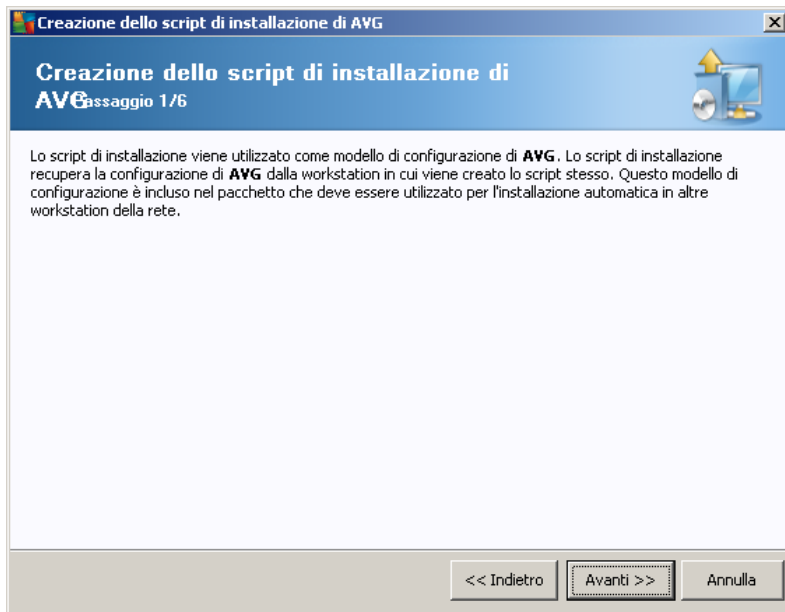 Creazione dello script di installazione di AVG
Creazione dello script di installazione di
AVG
Passaggio 1/6
Lo script di installazione viene utilizzato come modello di configurazione di AVG. Lo script di installazione
recupera la configurazione di AVG dalla workstation in cui viene creato lo script stesso. Questo modello di
configurazione è incluso nel pacchetto che deve essere utilizzato per l'installazione automatica in altre
workstation della rete.
<< Indietro
Avanti >>
Annulla